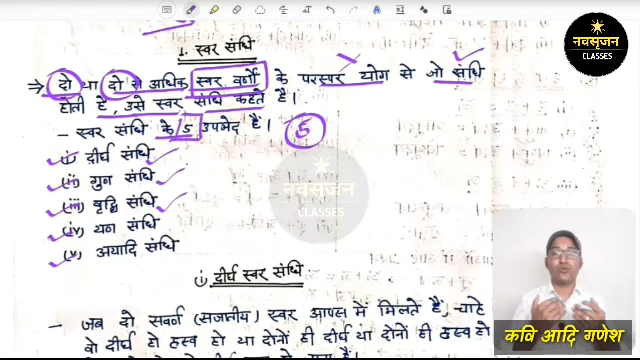 1. स्वर संधि
नवसृजन
CLASSES
⇒ दो या दो से अधिक स्वर वर्णो के परस्पर योग से जो संधि
होती है, उसे स्वर संधि कहते है।
- स्वर संधि के 5 उपभेद है। 5
(i) दीर्घ संधि
(ii) गुन संधि
(iii) बृद्धि संधि
(iv) यन संधि
(v) अयादि संधि
नवसृजन
CLASSES
(i) दीर्घ स्वर संधि
- जब दो सवर्न (सजातीय) स्वर आपस में मिलते हैं, चाहे
वो दीर्घ हो ह्रस्व हो या दोनों ही दीर्घ या दोनों ही ह्रस्व हो
कवि आदि गणेश